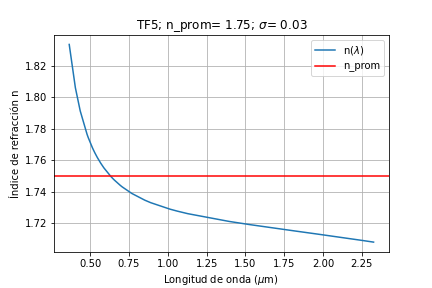 TF5; n_prom= 1.75; σ= 0.03
n(λ)
n_prom
Índice de refracción n
1.82
1.80
1.78
1.76
1.74
1.72
0.50 0.75 1.00 1.25 1.50 1.75 2.00 2.25
Longitud de onda (μm)